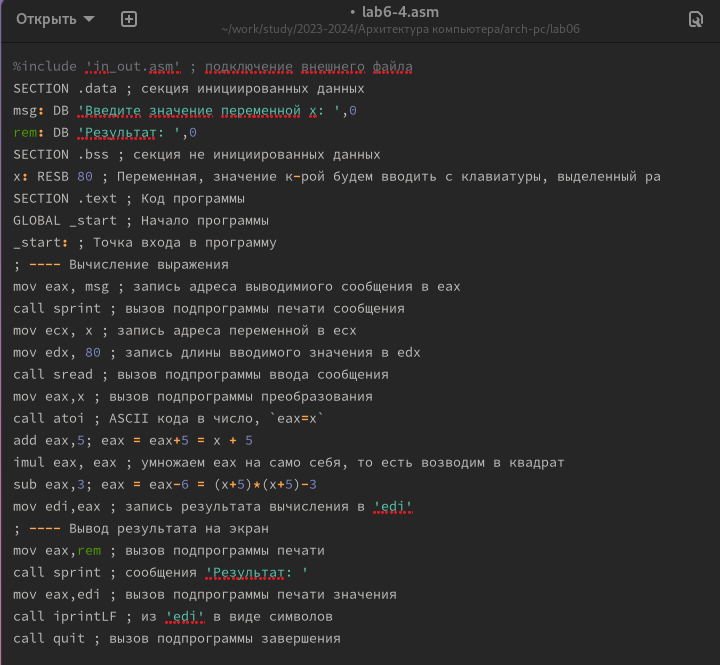 Открыть
• lab6-4.asm
~/work/study/2023-2024/Архитектура компьютера/arch-pc/lab06
%include 'in_out.asm' ; подключение внешнего файла
SECTION .data ; секция инициированных данных
msg: DB 'Введите значение переменной х: ',0
rem: DB 'Результат: ',0
SECTION .bss ; секция не инициированных данных
x: RESB 80 ; Переменная, значение к-рой будем вводить с клавиатуры, выделенный ра
SECTION .text ; Код программы
GLOBAL _start ; Начало программы
_start: ; Точка входа в программу
; ---- Вычисление выражения
mov eax, msg ; запись адреса выводимиого сообщения в eax
call sprint ; вызов подпрограммы печати сообщения
mov ecx, x ; запись адреса переменной в ecx
mov edx, 80 ; запись длины вводимого значения в edx
call sread ; вызов подпрограммы ввода сообщения
mov eax,x ; вызов подпрограммы преобразования
call atoi ; ASCII кода в число, `eax=x`
add eax,5; eax = eax+5 = x + 5
imul eax, eax ; умножаем eax на само себя, то есть возводим в квадрат
sub eax,3; eax = eax-6 = (x+5)*(x+5)-3
mov edi,eax ; запись результата вычисления в 'edi'
; ---- Вывод результата на экран
mov eax,rem ; вызов подпрограммы печати
call sprint ; сообщения 'Результат: '
mov eax,edi ; вызов подпрограммы печати значения
call iprintLF ; из 'edi' в виде символов
call quit ; вызов подпрограммы завершения